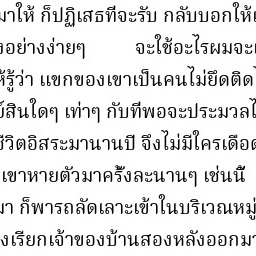 มาให้ ก็ปฏิเสธที่จะรับ กลับบอกให้เ
งอย่างง่ายๆ จะใช้อะไรผมจะเ
ห้รู้ว่า แขกของเขาเป็นคนไม่ยึดติดไ
ย์สินใดๆ เท่าๆ กับที่พอจะประมวลไ
ชีวิตอิสระมานานปี จึงไม่มีใครเดือด
เขาหายตัวมาครั้งละนานๆ เช่นนี้
มา ก็พารถลัดเลาะเข้าในบริเวณหมู่
งเรียกเจ้าของบ้านสองหลังออกมา